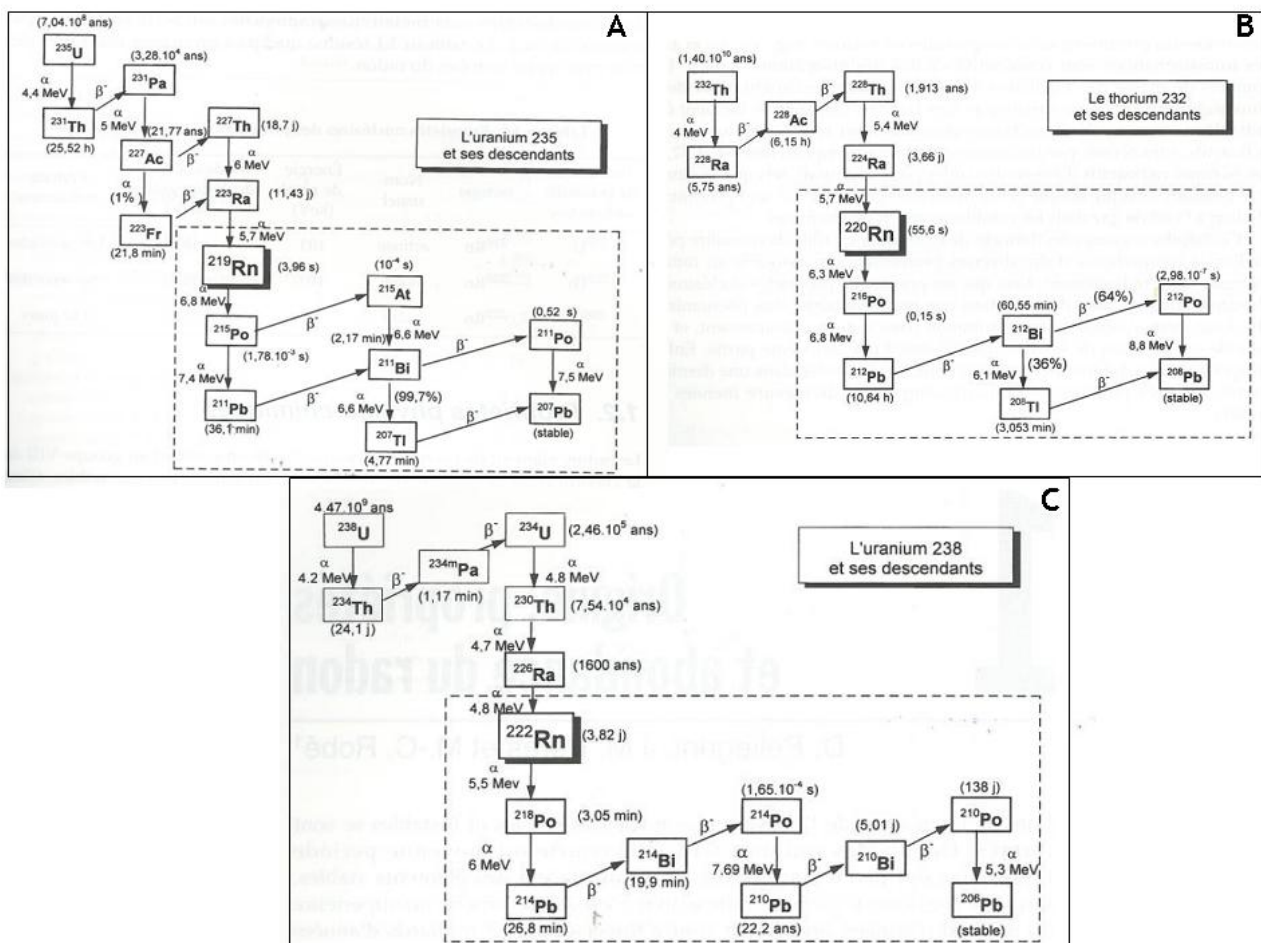 A
(7,04.10⁸ ans)
²³⁵U
(3,28.10⁴ ans)
α
4,4 MeV
β⁻
²³¹Pa
²³¹Th
(25,52 h)
α
5 MeV
(21,77 ans)
²²⁷Th
(18,7 j)
²²⁷Ac
β⁻
α
6 MeV
α
(1%)
²²³Ra
(11,43 j)
²²³Fr
β⁻
(21,8 min)
α
5,7 MeV
L'uranium 235
et ses descendants
²¹⁹Rn
(3,96 s)
(10⁻⁴ s)
α
6,8 MeV
²¹⁵At
²¹⁵Po
β⁻
(1,78.10⁻³ s)
(2,17 min)
α
6,6 MeV
(0,52 s)
β⁻
²¹¹Po
α
7,4 MeV
²¹¹Bi
²¹¹Pb
β⁻
(36,1 min)
α
6,6 MeV
(99,7%)
α
7,5 MeV
²⁰⁷Pb
(stable)
²⁰⁷Tl
β⁻
(4,77 min)
B
(1,40.10¹⁰ ans)
²³²Th
²²⁸Th
(1,913 ans)
β⁻
²²⁸Ac
(6,15 h)
α
4 MeV
β⁻
²²⁸Ra
(5,75 ans)
α
5,4 MeV
²²⁴Ra
(3,66 j)
Le thorium 232
et ses descendants
α
5,7 MeV
²²⁰Rn
(55,6 s)
α
6,3 MeV
²¹⁶Po
(0,15 s)
(2,98.10⁻⁷ s)
(60,55 min)
β⁻
(64%)
²¹²Po
α
6,8 MeV
²¹²Bi
²¹²Pb
β⁻
(10,64 h)
α
6,1 MeV
(36%)
α
8,8 MeV
²⁰⁸Pb
(stable)
²⁰⁸Tl
β⁻
(3,053 min)
C
4,47.10⁹ ans
²³⁸U
β⁻
²³⁴U
(2,46.10⁵ ans)
α
4.2 MeV
β⁻
²³⁴ᵐPa
(1,17 min)
α
4.8 MeV
²³⁴Th
(24,1 j)
²³⁰Th
(7,54.10⁴ ans)
L'uranium 238
et ses descendants
α
4,7 MeV
²²⁶Ra
(1600 ans)
α
4,8 MeV
²²²Rn
(3,82 j)
α
5,5 Mev
(1,65.10⁻⁴ s)
(138 j)
²¹⁸Po
(3,05 min)
β⁻
²¹⁴Po
(5,01 j)
β⁻
²¹⁰Po
α
6 MeV
²¹⁴Bi
(19,9 min)
α
7.69 MeV
β⁻
²¹⁰Bi
α
5,3 MeV
²¹⁴Pb
β⁻
(26,8 min)
²¹⁰Pb
(22,2 ans)
²⁰⁶Pb
(stable)